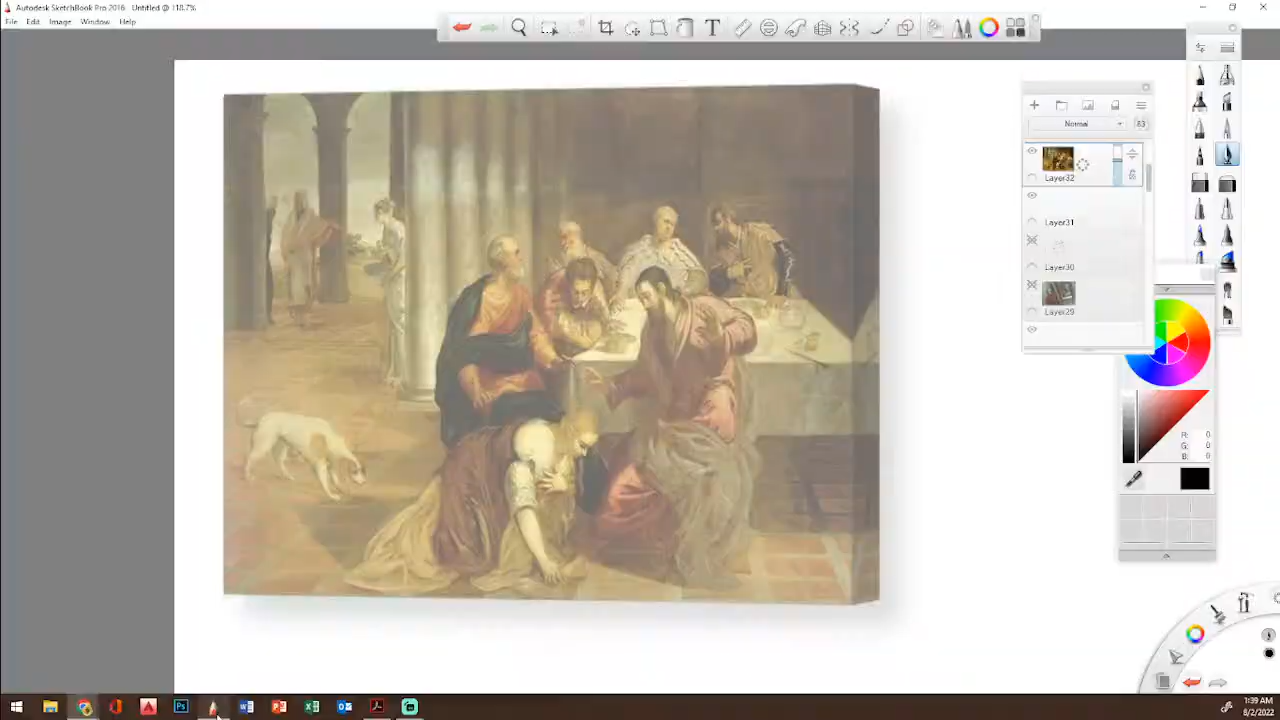 Autodesk SketchBook Pro 2016 - Untitled @ 118.7%
File Edit Image Window Help
Normal
83
Layer32
Layer31
Layer30
Layer29
R: 0
G: 0
B: 0
1:39 AM
8/2/2022